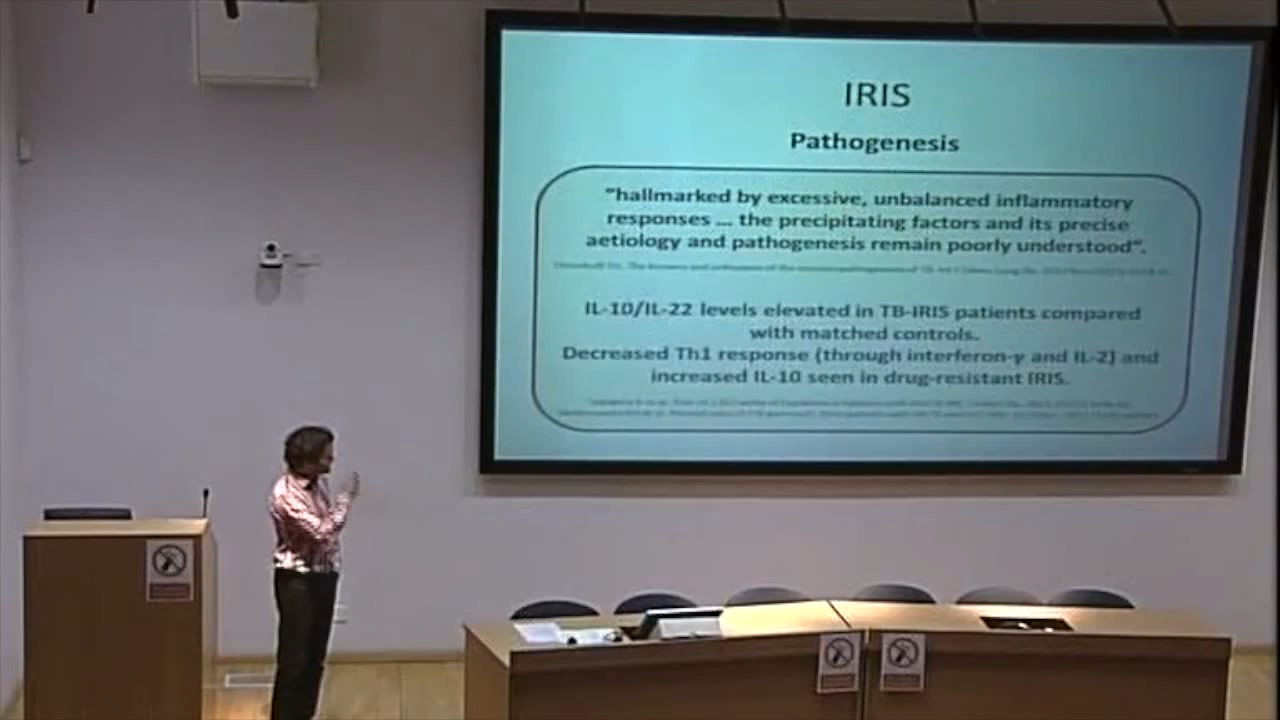 IRIS
Pathogenesis
"hallmarked by excessive, unbalanced inflammatory
responses ... the precipitating factors and its precise
aetiology and pathogenesis remain poorly understood".
IL-10/IL-22 levels elevated in TB-IRIS patients compared
with matched controls.
Decreased Th1 response (through interferon-γ and IL-2) and
increased IL-10 seen in drug-resistant IRIS.